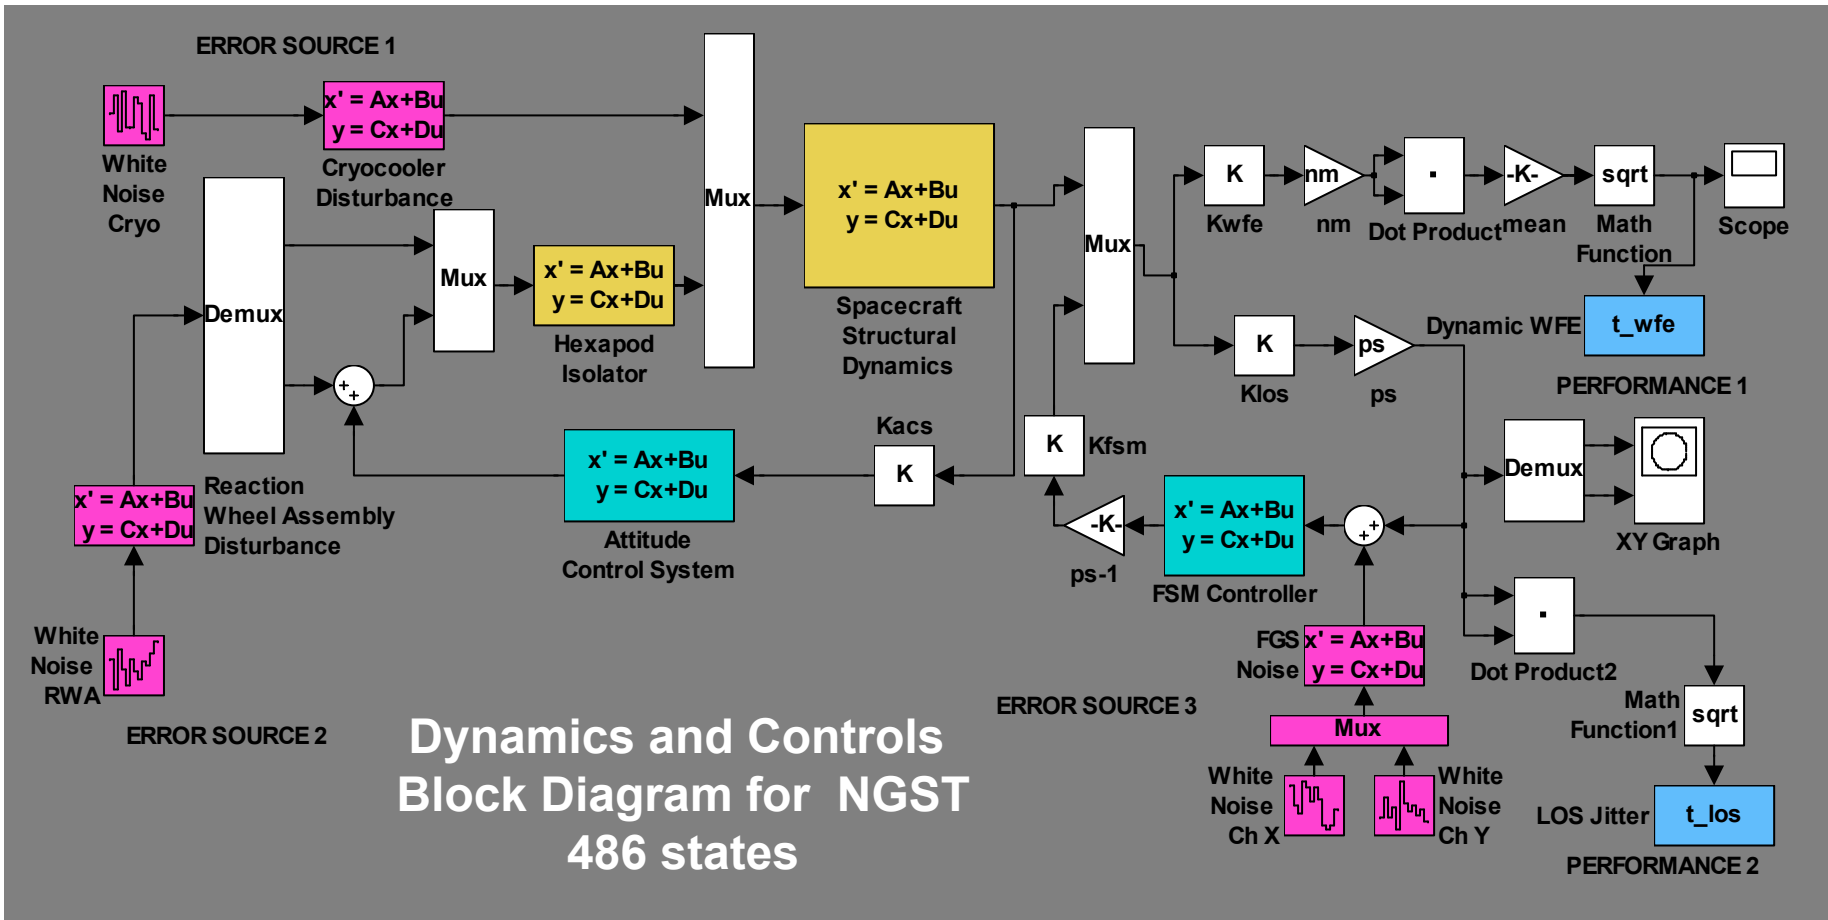 ERROR SOURCE 1
White
Noise
Cryo
x' = Ax+Bu
y = Cx+Du
Cryocooler
Disturbance
Demux
Mux
x' = Ax+Bu
y = Cx+Du
Hexapod
Isolator
Mux
x' = Ax+Bu
y = Cx+Du
Spacecraft
Structural
Dynamics
Mux
K
Kwfe
nm
nm
.
Dot Product
-K-
mean
sqrt
Math
Function
Scope
Dynamic WFE
t_wfe
PERFORMANCE 1
K
Klos
ps
ps
+
+
x' = Ax+Bu
y = Cx+Du
Attitude
Control System
Kacs
K
K
Kfsm
-K-
ps-1
x' = Ax+Bu
y = Cx+Du
FSM Controller
+
+
Demux
XY Graph
x' = Ax+Bu
y = Cx+Du
Reaction
Wheel Assembly
Disturbance
White
Noise
RWA
ERROR SOURCE 2
FGS
Noise
x' = Ax+Bu
y = Cx+Du
ERROR SOURCE 3
Mux
White
Noise
Ch X
White
Noise
Ch Y
.
Dot Product2
Math
Function1
sqrt
LOS Jitter
t_los
PERFORMANCE 2
Dynamics and Controls
Block Diagram for NGST
486 states